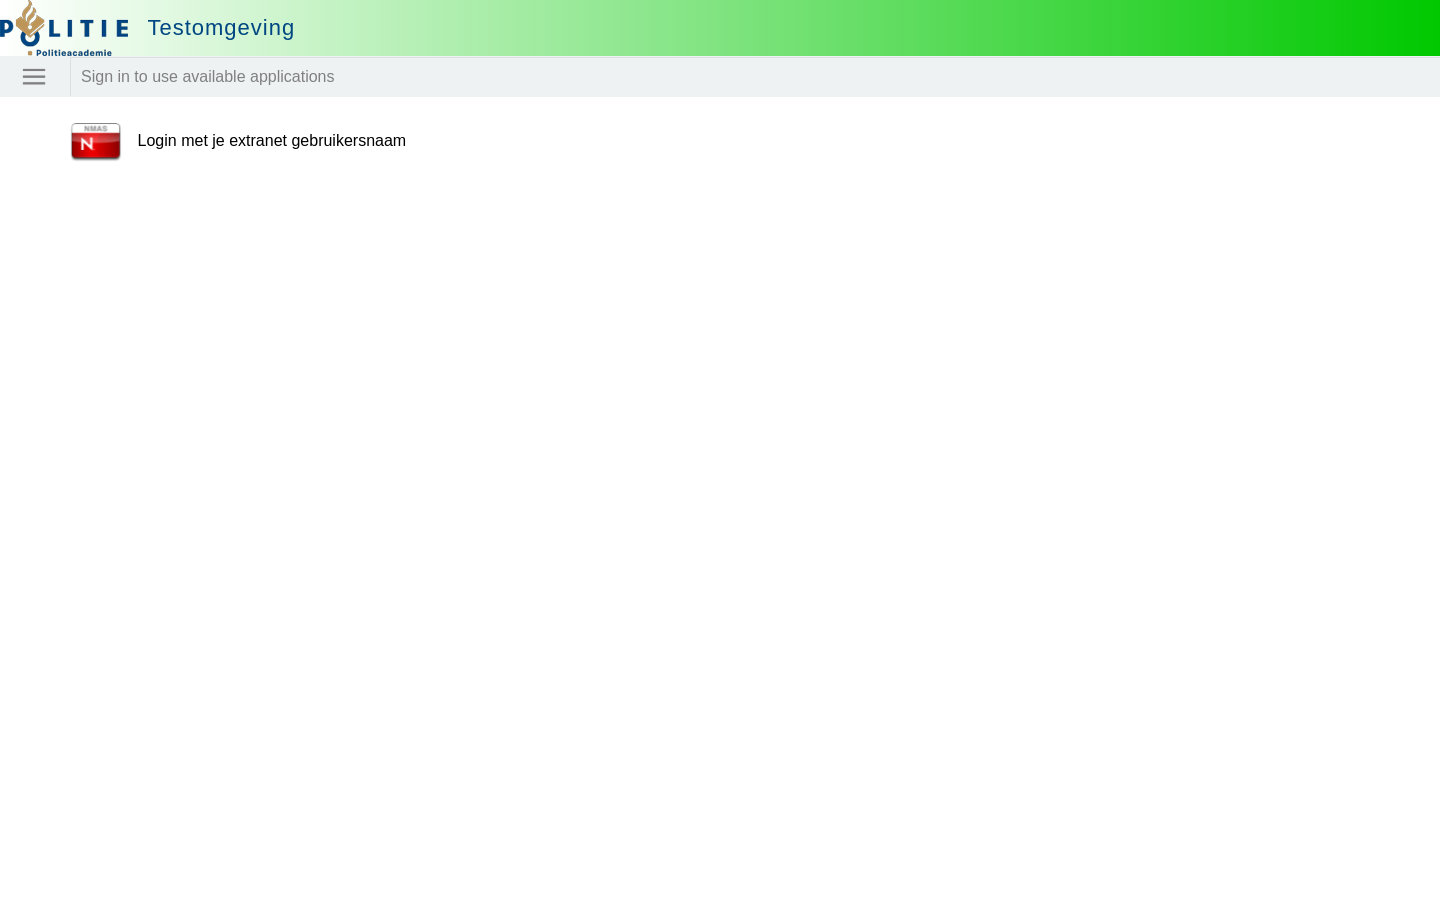 POLITIE
Testomgeving
Politieacademie
Sign in to use available applications
NMAS
N
Login met je extranet gebruikersnaam